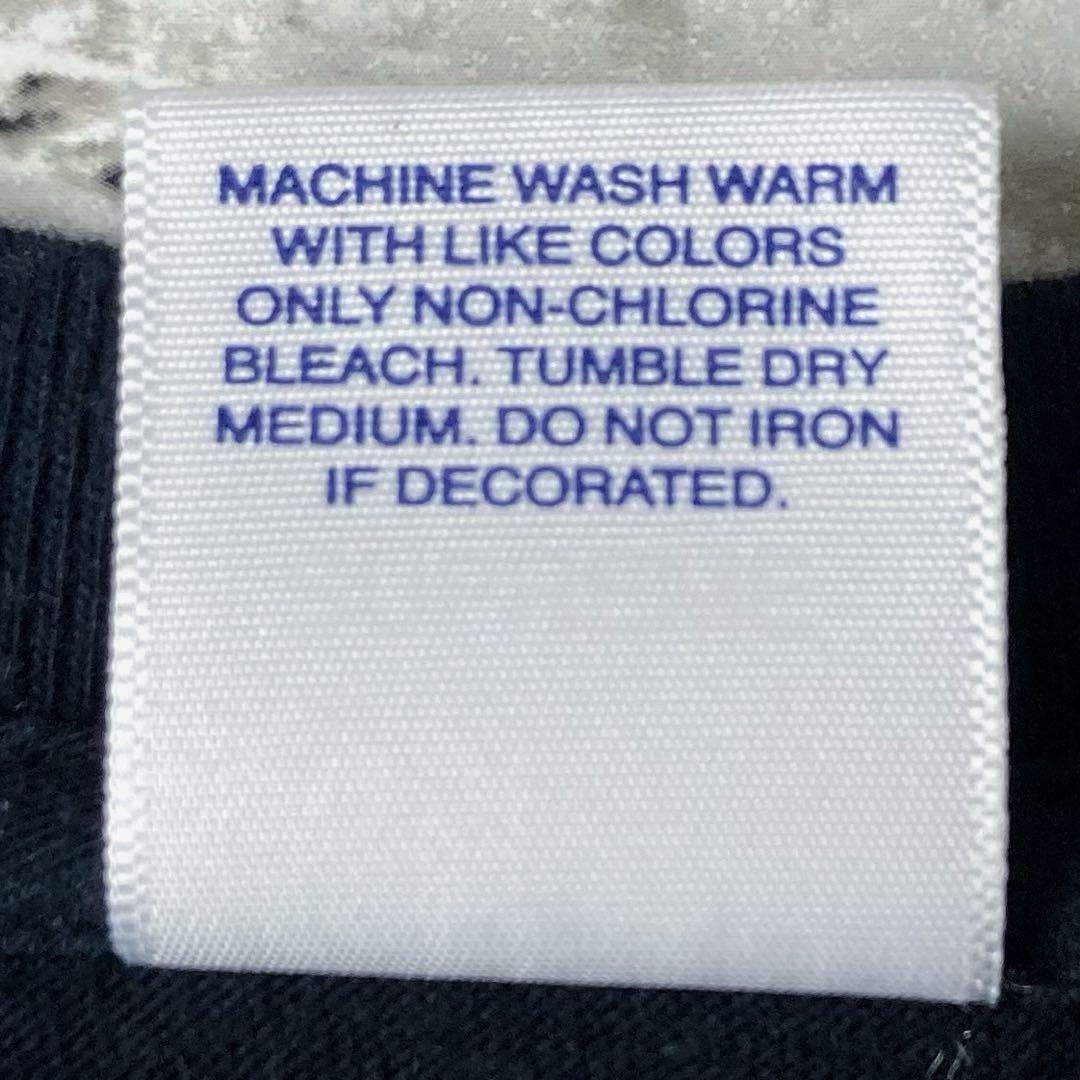 MACHINE WASH WARM
WITH LIKE COLORS
ONLY NON-CHLORINE
BLEACH. TUMBLE DRY
MEDIUM. DO NOT IRON
IF DECORATED.